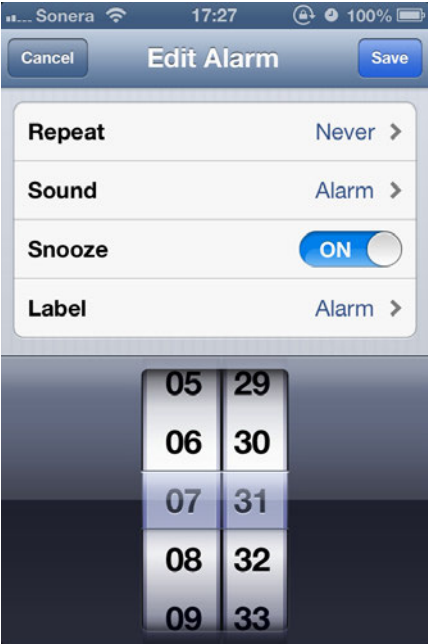 Sonera 17:27 100%
Cancel Edit Alarm Save
Repeat Never
Sound Alarm
Snooze ON
Label Alarm
05 29
06 30
07 31
08 32
09 33